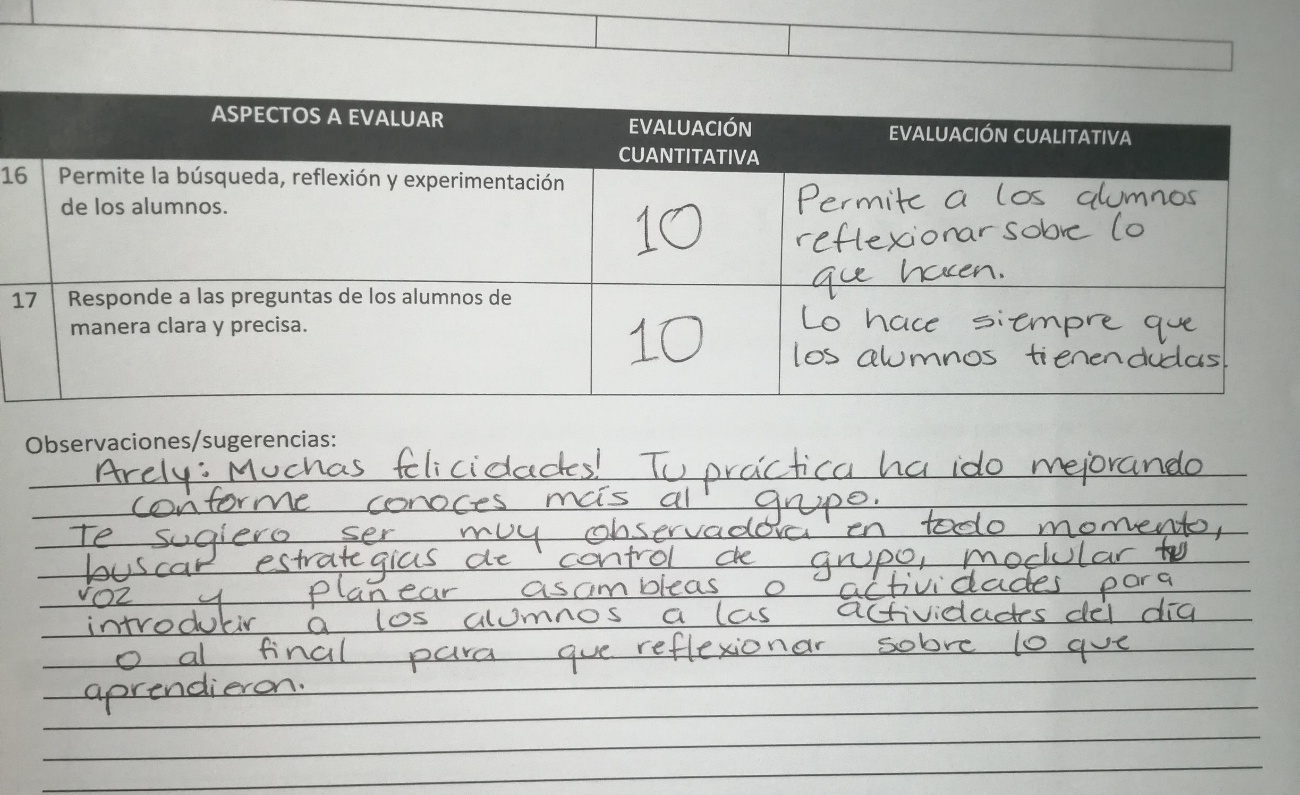 ASPECTOS A EVALUAR
EVALUACIÓN
CUANTITATIVA
EVALUACIÓN CUALITATIVA
16
Permite la búsqueda, reflexión y experimentación
de los alumnos.
10
Permite a los alumnos
reflexionar sobre lo
que hacen.
17
Responde a las preguntas de los alumnos de
manera clara y precisa.
10
Lo hace siempre que
los alumnos tienen dudas.
Observaciones/sugerencias:
Arely: Muchas felicidades! Tu práctica ha ido mejorando
conforme conoces más al grupo.
Te sugiero ser muy observadora en todo momento,
buscar estrategias de control de grupo, modular tu
voz y planear asambleas o actividades para
introducir a los alumnos a las actividades del día
o al final para que reflexionar sobre lo que
aprendieron.